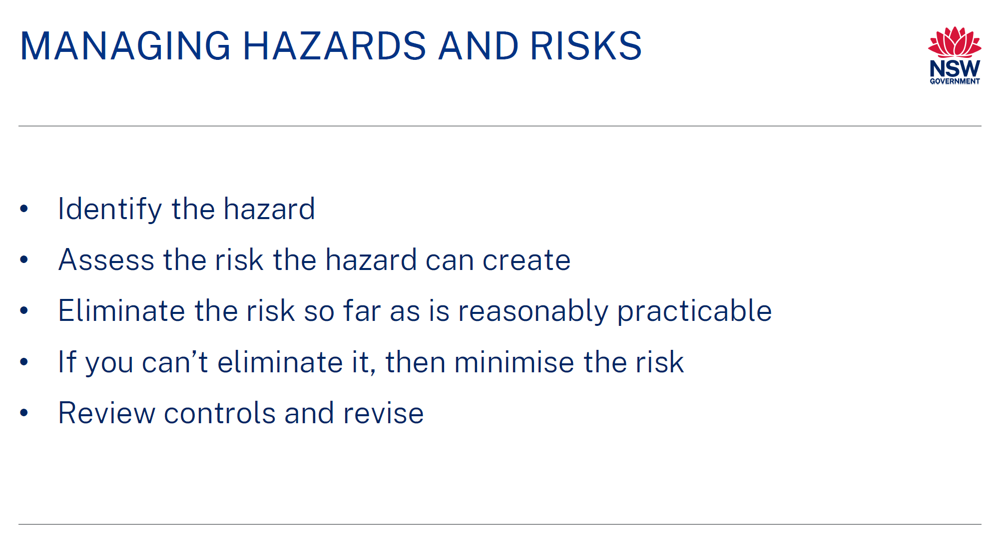 MANAGING HAZARDS AND RISKS
NSW
GOVERNMENT
• Identify the hazard
• Assess the risk the hazard can create
• Eliminate the risk so far as is reasonably practicable
• If you can’t eliminate it, then minimise the risk
• Review controls and revise